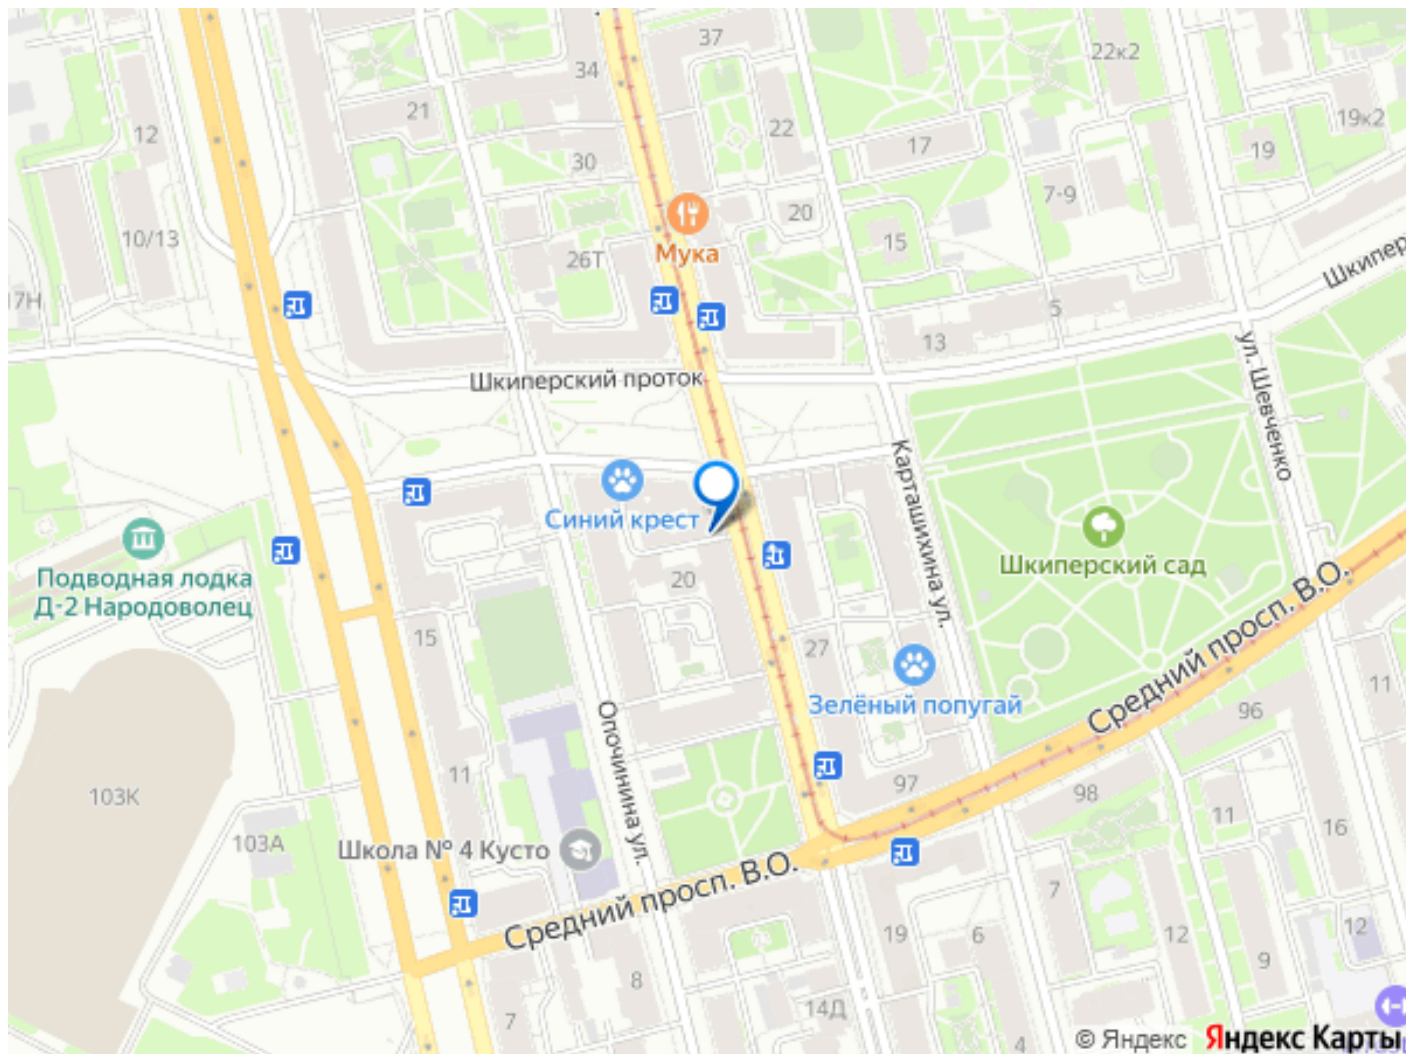 37
34
22к2
21
12
22
19к2
17
19
30
7-9
20
10/13
15
Мука
26Т
17Н
Шкипер
5
13
ул. Шевченко
Шкиперский проток
Карташихина ул.
Синий крест
Шкиперский сад
Подводная лодка
Д-2 Народоволец
20
15
27
Средний просп. В.О.
Зелёный попугай
11
96
Опочинина ул.
11
97
98
103К
11
16
103А
Школа № 4 Кусто
Средний просп. В.О.
7
19
6
12
12
9
8
14Д
7
4
© Яндекс Яндекс Карты